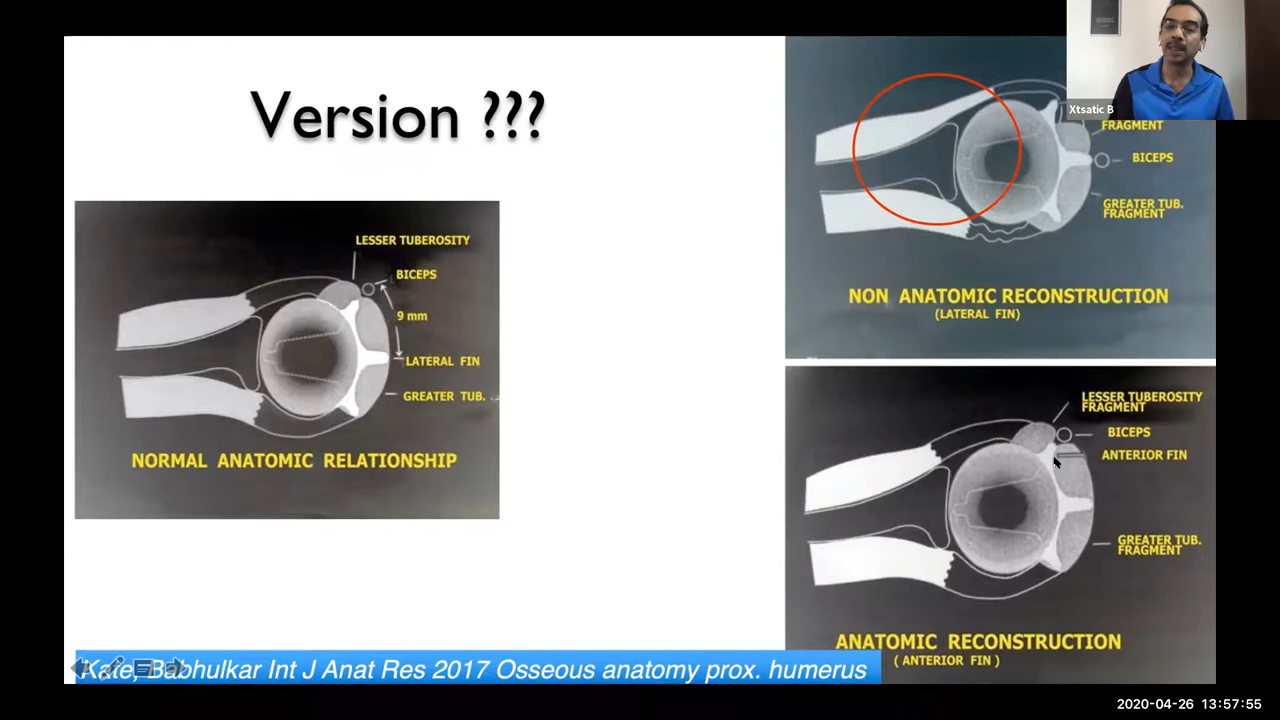 Version ???
LESSER TUBEROSITY
BICEPS
9 mm
LATERAL FIN
GREATER TUB.
NORMAL ANATOMIC RELATIONSHIP
Xtsatic B
FRAGMENT
BICEPS
GREATER TUB.
FRAGMENT
NON ANATOMIC RECONSTRUCTION
(LATERAL FIN)
LESSER TUBEROSITY
FRAGMENT
BICEPS
ANTERIOR FIN
GREATER TUB.
FRAGMENT
ANATOMIC RECONSTRUCTION
( ANTERIOR FIN )
Kate, Babhulkar Int J Anat Res 2017 Osseous anatomy prox. humerus
2020-04-26 13:57:55